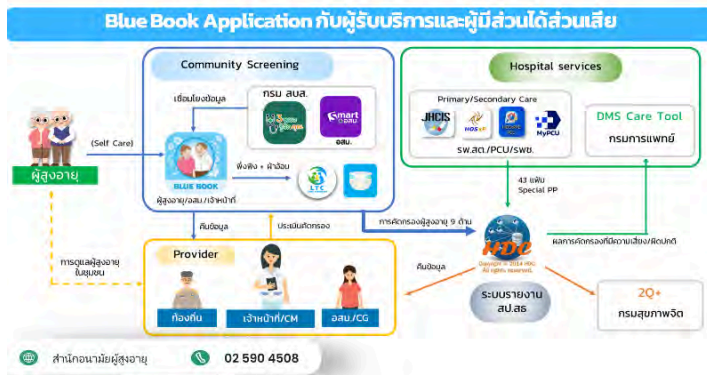 Blue Book Application กับผู้รับบริการและผู้มีส่วนได้ส่วนเสีย
Community Screening
Hospital services
เชื่อมโยงข้อมูล
กรม สบส.
Smart
อสม.
อสม.
Primary/Secondary Care
JHCIS
HOSxP
MyPCU
รพ.สต./PCU/รพช.
DMS Care Tool
กรมการแพทย์
(Self Care)
ผู้สูงอายุ
BLUE BOOK
พึ่งพิง + ผ้าอ้อม
LTC
ผู้สูงอายุ/อสม./เจ้าหน้าที่
43 แฟ้ม
Special PP
คืนข้อมูล
ประเมินคัดกรอง
การคัดกรองผู้สูงอายุ 9 ด้าน
HDC
Copyright © 2014 HDC
All rights reserved.
ผลการคัดกรองที่มีความเสี่ยง/ผิดปกติ
Provider
การดูแลผู้สูงอายุ
ในชุมชน
คืนข้อมูล
ระบบรายงาน
สป.สธ
2Q+
กรมสุขภาพจิต
ท้องถิ่น
เจ้าหน้าที่/CM
อสม./CG
สำนักอนามัยผู้สูงอายุ
02 590 4508